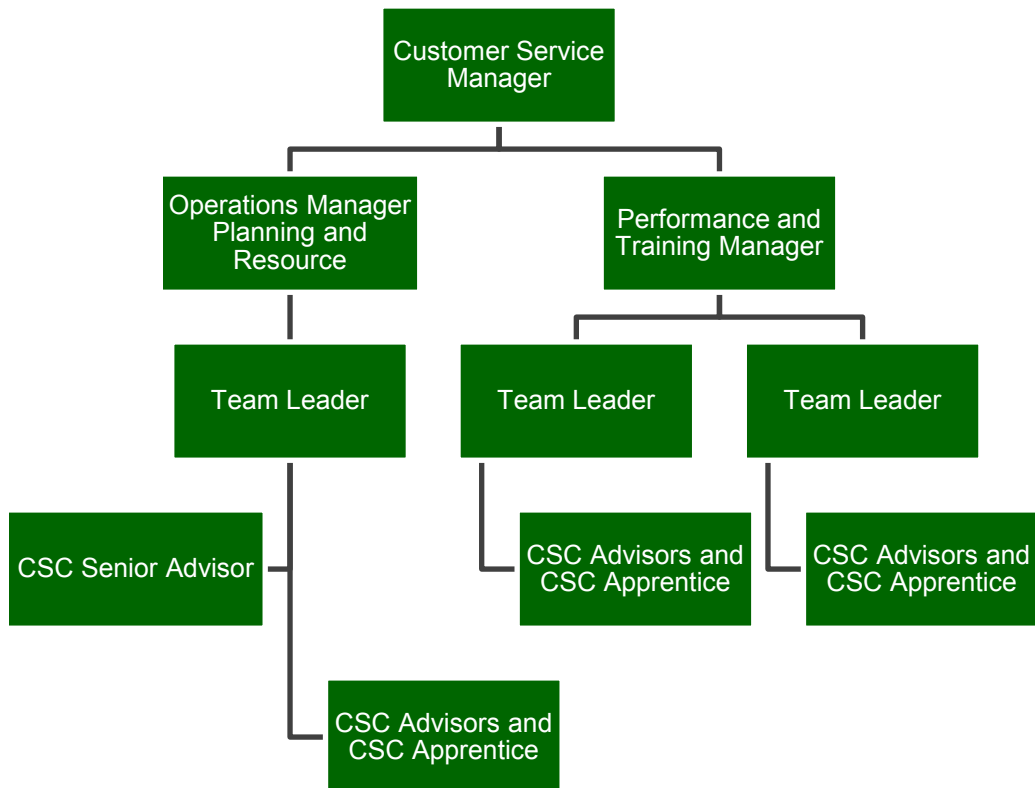 Customer Service
Manager
Operations Manager
Planning and
Resource
Performance and
Training Manager
Team Leader
Team Leader
Team Leader
CSC Senior Advisor
CSC Advisors and
CSC Apprentice
CSC Advisors and
CSC Apprentice
CSC Advisors and
CSC Apprentice